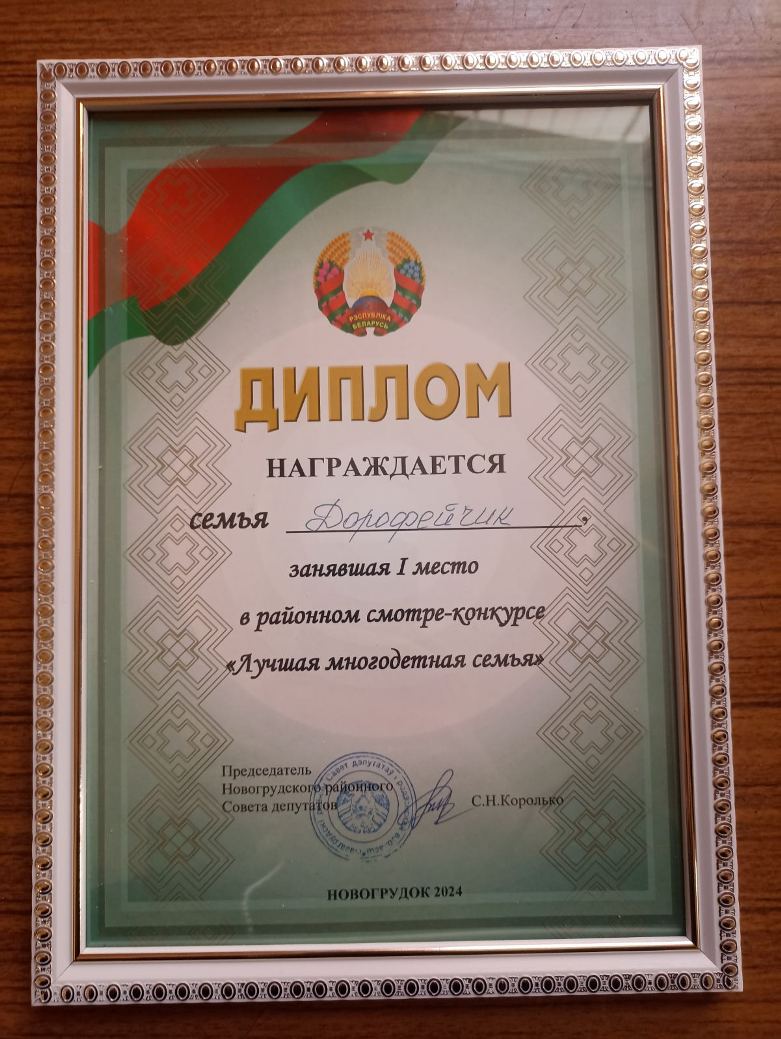 РЭСПУБЛІКА
БЕЛАРУСЬ
ДИПЛОМ
НАГРАЖДАЕТСЯ
семья Дорофейчик,
занявшая I место
в районном смотре-конкурсе
«Лучшая многодетная семья»
Председатель
Новогрудского районного
Совета депутатов С.Н.Королько
НОВОГРУДОК 2024